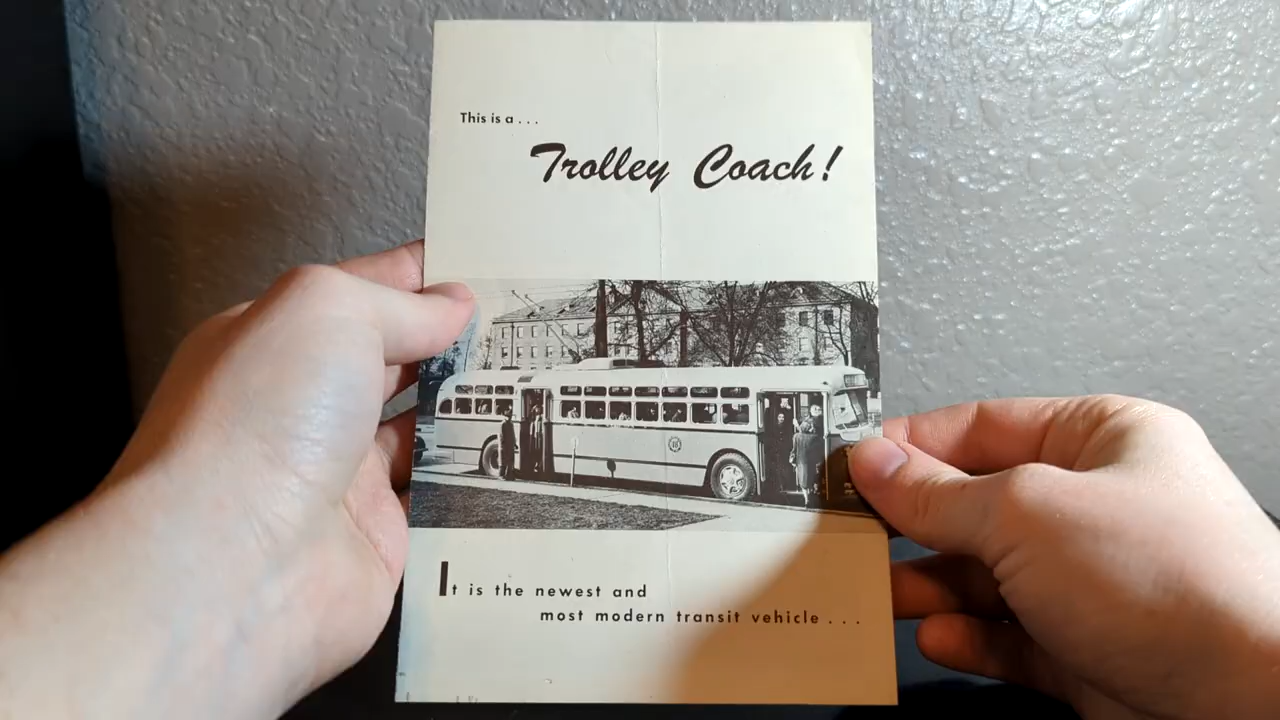 This is a . . .
Trolley Coach!
It is the newest and
most modern transit vehicle . . .